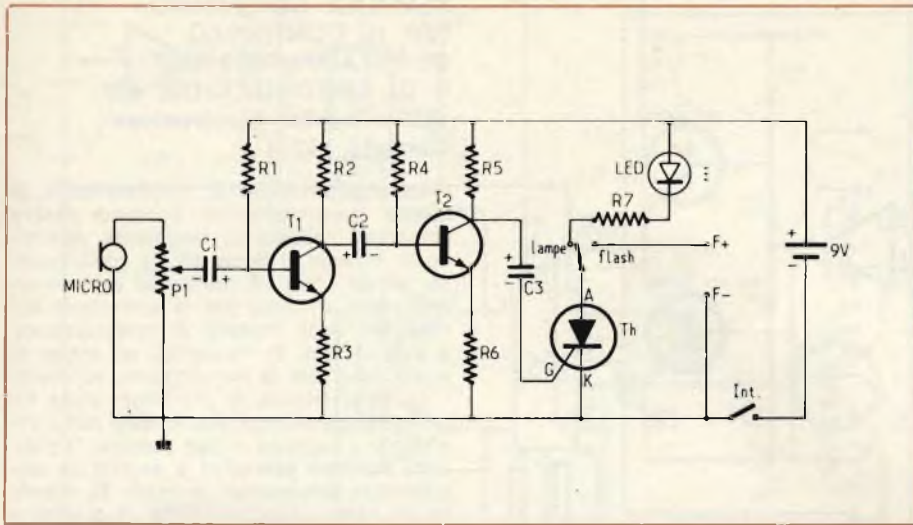 R1
R2
R4
R5
LED
R7
T1
T2
C1
C2
C3
+
-
+
-
+
-
MICRO
P1
lampe
flash
F+
F-
+
-
9V
A
Th
G
K
R3
R6
Int.